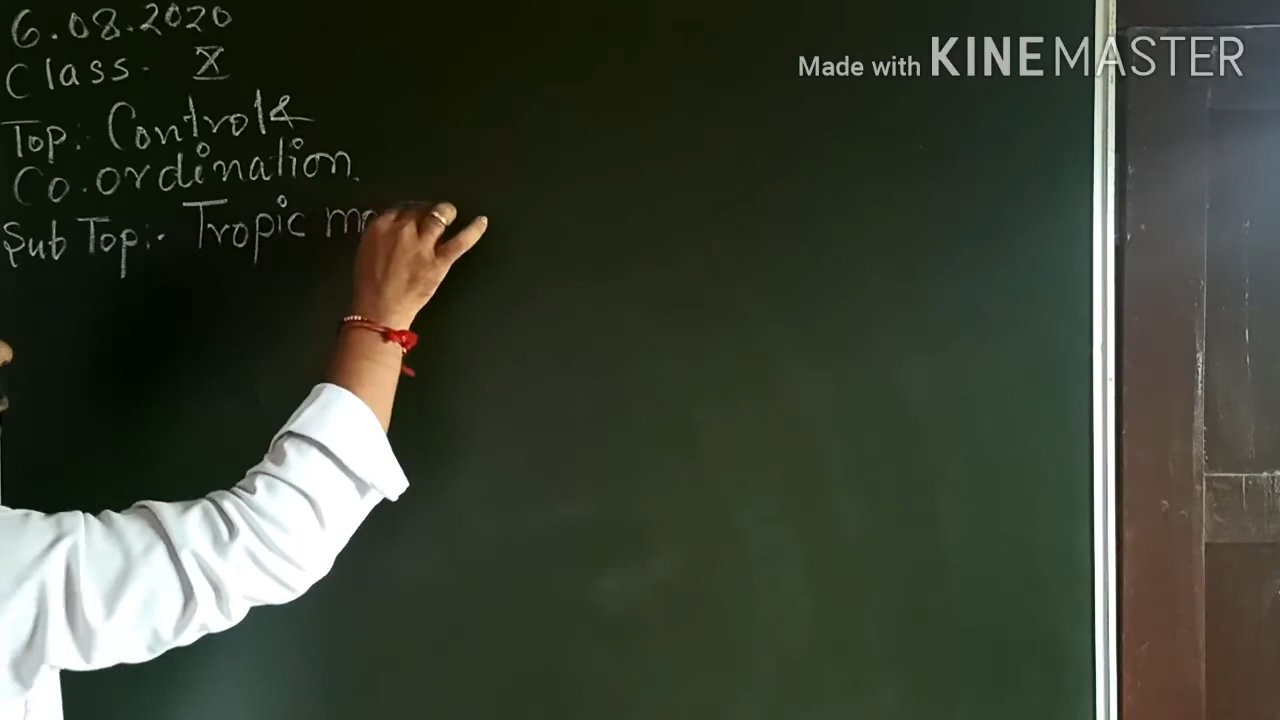 6.08.2020
Class- X
Top:- Control &
Co.ordination.
Sub Top:- Tropic
Made with KINEMASTER